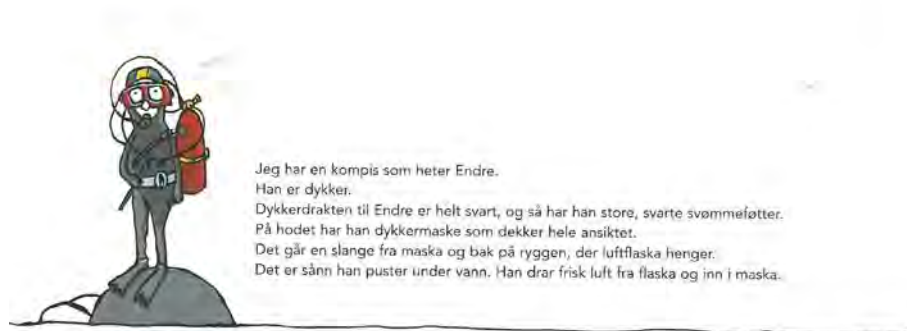 Jeg har en kompis som heter Endre.
Han er dykker.
Dykkerdrakten til Endre er helt svart, og så har han store, svarte svømmeføtter.
På hodet har han dykkermaske som dekker hele ansiktet.
Det går en slange fra maska og bak på ryggen, der luftflaska henger.
Det er sånn han puster under vann. Han drar frisk luft fra flaska og inn i maska.